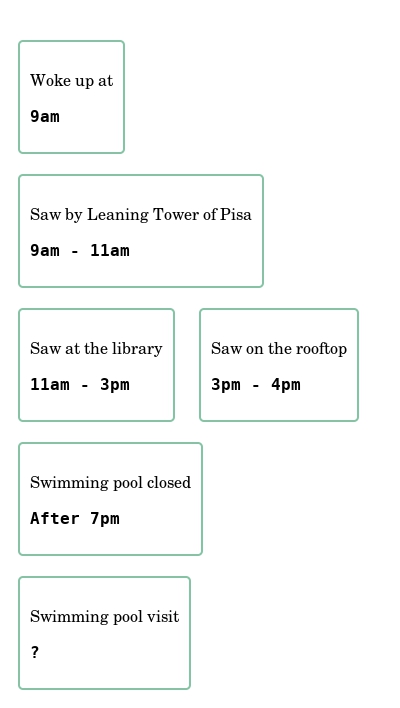 Woke up at
9am
Saw by Leaning Tower of Pisa
9am - 11am
Saw at the library
11am - 3pm
Saw on the rooftop
3pm - 4pm
Swimming pool closed
After 7pm
Swimming pool visit
?